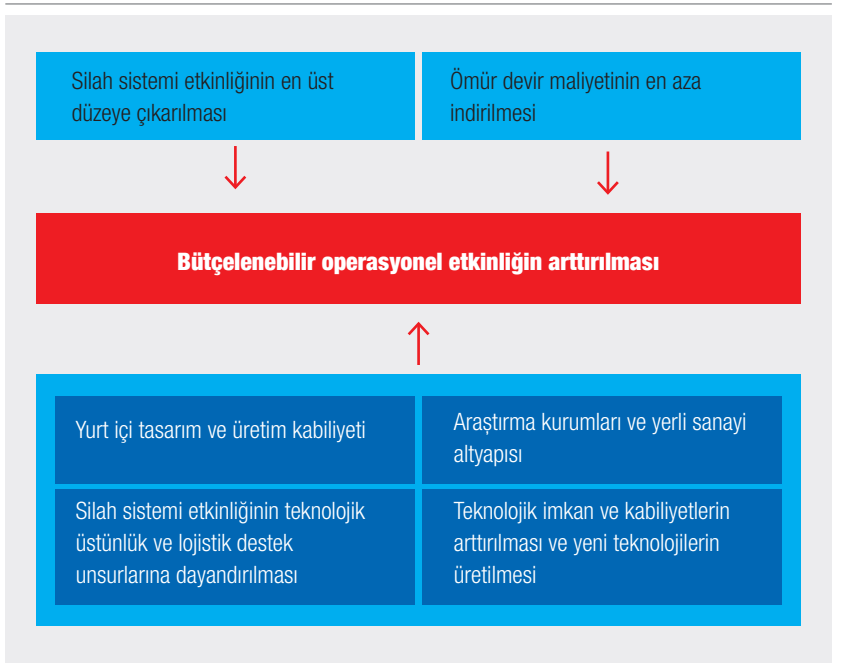 Silah sistemi etkinliğinin en üst
düzeye çıkarılması
Ömür devir maliyetinin en aza
indirilmesi
Bütçelenebilir operasyonel etkinliğin arttırılması
Yurt içi tasarım ve üretim kabiliyeti
Araştırma kurumları ve yerli sanayi
altyapısı
Silah sistemi etkinliğinin teknolojik
üstünlük ve lojistik destek
unsurlarına dayandırılması
Teknolojik imkan ve kabiliyetlerin
arttırılması ve yeni teknolojilerin
üretilmesi